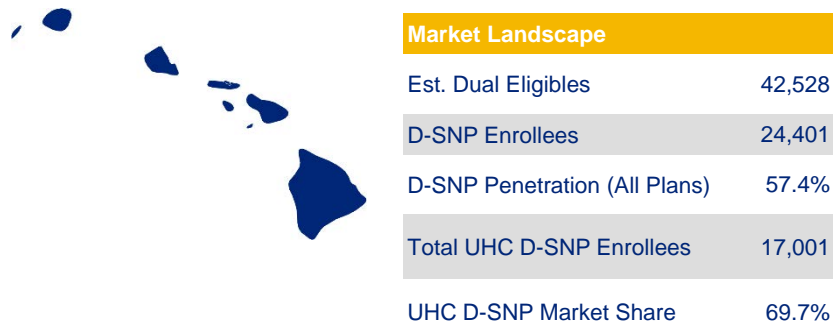 Market Landscape
Est. Dual Eligibles 42,528
D-SNP Enrollees 24,401
D-SNP Penetration (All Plans) 57.4%
Total UHC D-SNP Enrollees 17,001
UHC D-SNP Market Share 69.7%